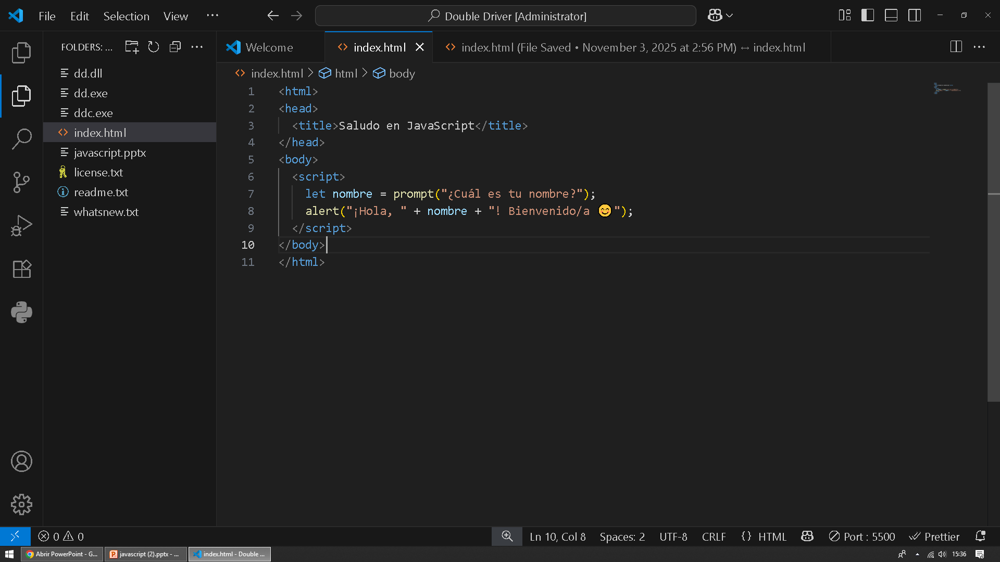 File Edit Selection View ···
Double Driver [Administrator]
FOLDERS: ...
Welcome
index.html
index.html (File Saved • November 3, 2025 at 2:56 PM) ↔ index.html
index.html > html > body
dd.dll
dd.exe
ddc.exe
index.html
javascript.pptx
license.txt
readme.txt
whatsnew.txt
1 <html>
2 <head>
3 <title>Saludo en JavaScript</title>
4 </head>
5 <body>
6 <script>
7 let nombre = prompt("¿Cuál es tu nombre?");
8 alert("¡Hola, " + nombre + "! Bienvenido/a 😊");
9 </script>
10 </body>
11 </html>
0 0
Ln 10, Col 8 Spaces: 2 UTF-8 CRLF {} HTML Port : 5500 Prettier
Abrir PowerPoint - G...
javascript (2).pptx - ...
index.html - Double ...
15:36